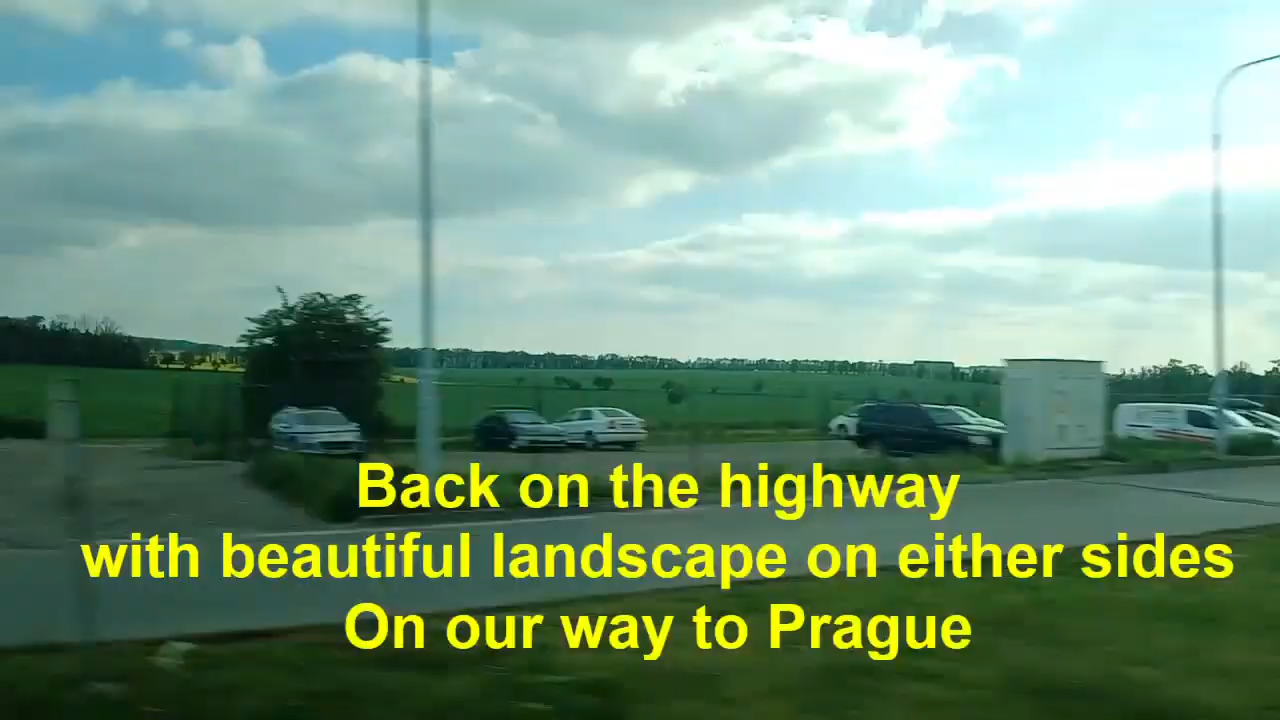 Back on the highway
with beautiful landscape on either sides
On our way to Prague